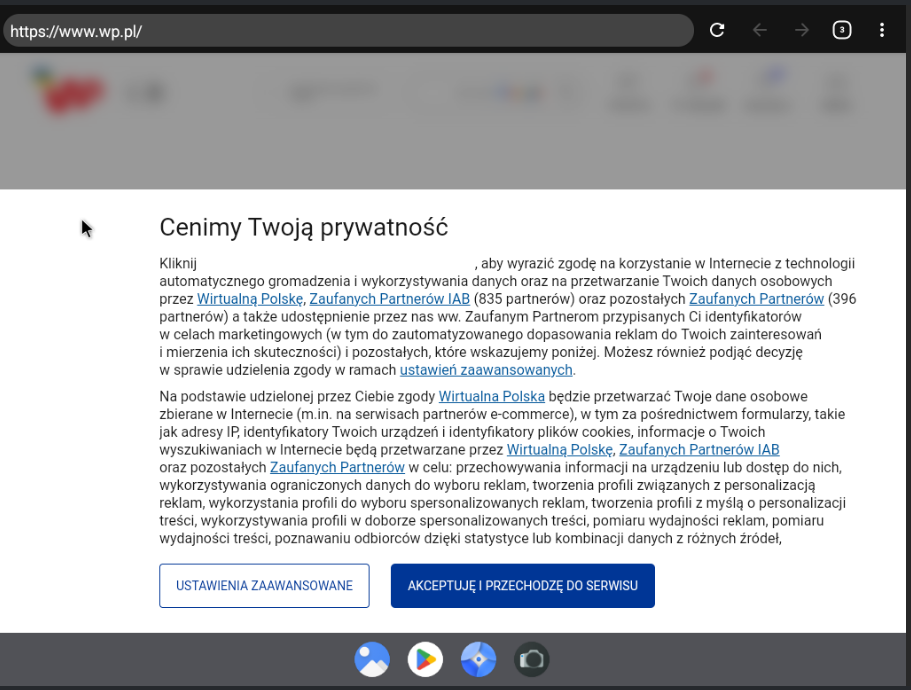 https://www.wp.pl/
3
Cenimy Twoją prywatność
Kliknij , aby wyrazić zgodę na korzystanie w Internecie z technologii
automatycznego gromadzenia i wykorzystywania danych oraz na przetwarzanie Twoich danych osobowych
przez Wirtualną Polskę, Zaufanych Partnerów IAB (835 partnerów) oraz pozostałych Zaufanych Partnerów (396
partnerów) a także udostępnienie przez nas ww. Zaufanym Partnerom przypisanych Ci identyfikatorów
w celach marketingowych (w tym do zautomatyzowanego dopasowania reklam do Twoich zainteresowań
i mierzenia ich skuteczności) i pozostałych, które wskazujemy poniżej. Możesz również podjąć decyzję
w sprawie udzielenia zgody w ramach ustawień zaawansowanych.
Na podstawie udzielonej przez Ciebie zgody Wirtualna Polska będzie przetwarzać Twoje dane osobowe
zbierane w Internecie (m.in. na serwisach partnerów e-commerce), w tym za pośrednictwem formularzy, takie
jak adresy IP, identyfikatory Twoich urządzeń i identyfikatory plików cookies, informacje o Twoich
wyszukiwaniach w Internecie będą przetwarzane przez Wirtualną Polskę, Zaufanych Partnerów IAB
oraz pozostałych Zaufanych Partnerów w celu: przechowywania informacji na urządzeniu lub dostęp do nich,
wykorzystywania ograniczonych danych do wyboru reklam, tworzenia profili związanych z personalizacją
reklam, wykorzystania profili do wyboru spersonalizowanych reklam, tworzenia profili z myślą o personalizacji
treści, wykorzystywania profili w doborze spersonalizowanych treści, pomiaru wydajności reklam, pomiaru
wydajności treści, poznawaniu odbiorców dzięki statystyce lub kombinacji danych z różnych źródeł,
USTAWIENIA ZAAWANSOWANE
AKCEPTUJĘ I PRZECHODZĘ DO SERWISU